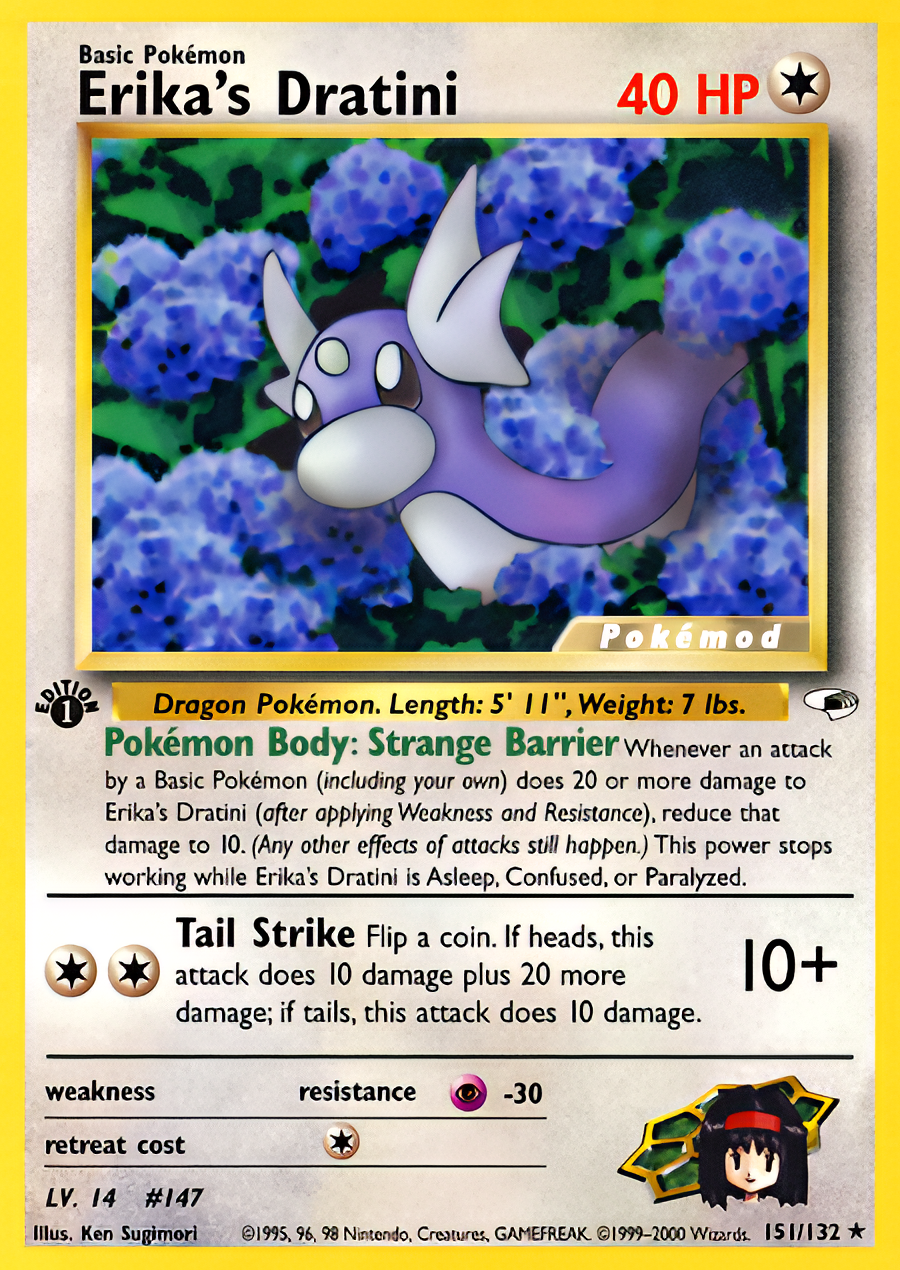 Basic Pokémon
Erika's Dratini
40 HP
Pokémod
EDITION
1
Dragon Pokémon. Length: 5' 11", Weight: 7 lbs.
Pokémon Body: Strange Barrier Whenever an attack
by a Basic Pokémon (including your own) does 20 or more damage to
Erika's Dratini (after applying Weakness and Resistance), reduce that
damage to 10. (Any other effects of attacks still happen.) This power stops
working while Erika's Dratini is Asleep, Confused, or Paralyzed.
Tail Strike Flip a coin. If heads, this
attack does 10 damage plus 20 more
damage; if tails, this attack does 10 damage.
10+
weakness
resistance
-30
retreat cost
LV. 14 #147
Illus. Ken Sugimori
©1995, 96, 98 Nintendo, Creatures, GAMEFREAK. ©1999–2000 Wizards.
151/132 ★